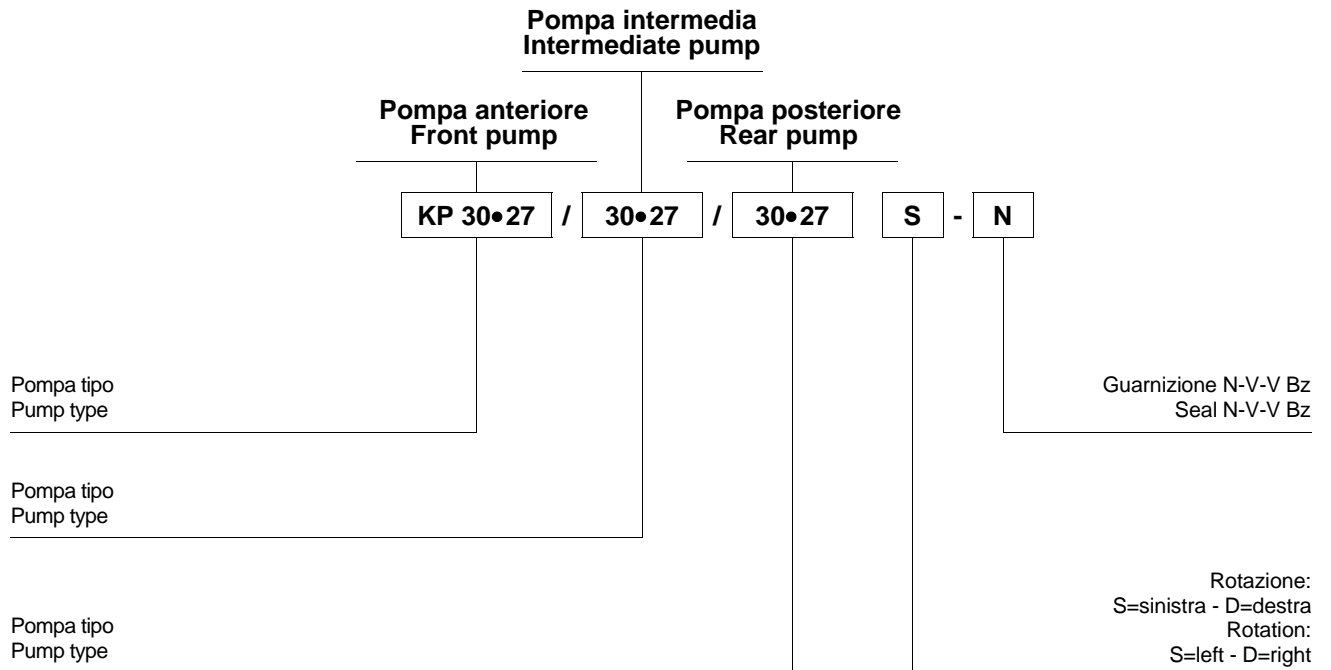 Pompa intermedia
Intermediate pump
Pompa anteriore
Front pump
Pompa posteriore
Rear pump
KP 30•27 / 30•27 / 30•27 S - N
Pompa tipo
Pump type
Guarnizione N-V-V Bz
Seal N-V-V Bz
Pompa tipo
Pump type
Rotazione:
S=sinistra - D=destra
Rotation:
S=left - D=right
Pompa tipo
Pump type